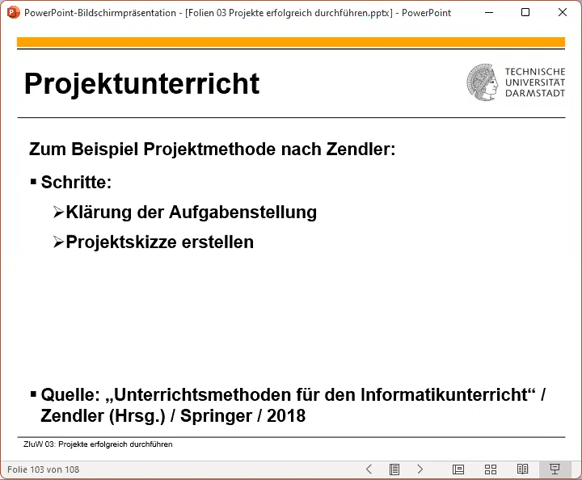 PowerPoint-Bildschirmpräsentation - [Folien 03 Projekte erfolgreich durchführen.pptx] - PowerPoint
Projektunterricht
TECHNISCHE
UNIVERSITÄT
DARMSTADT
Zum Beispiel Projektmethode nach Zendler:
▪ Schritte:
➢Klärung der Aufgabenstellung
➢Projektskizze erstellen
▪ Quelle: „Unterrichtsmethoden für den Informatikunterricht“ /
Zendler (Hrsg.) / Springer / 2018
ZIuW 03: Projekte erfolgreich durchführen
Folie 103 von 108